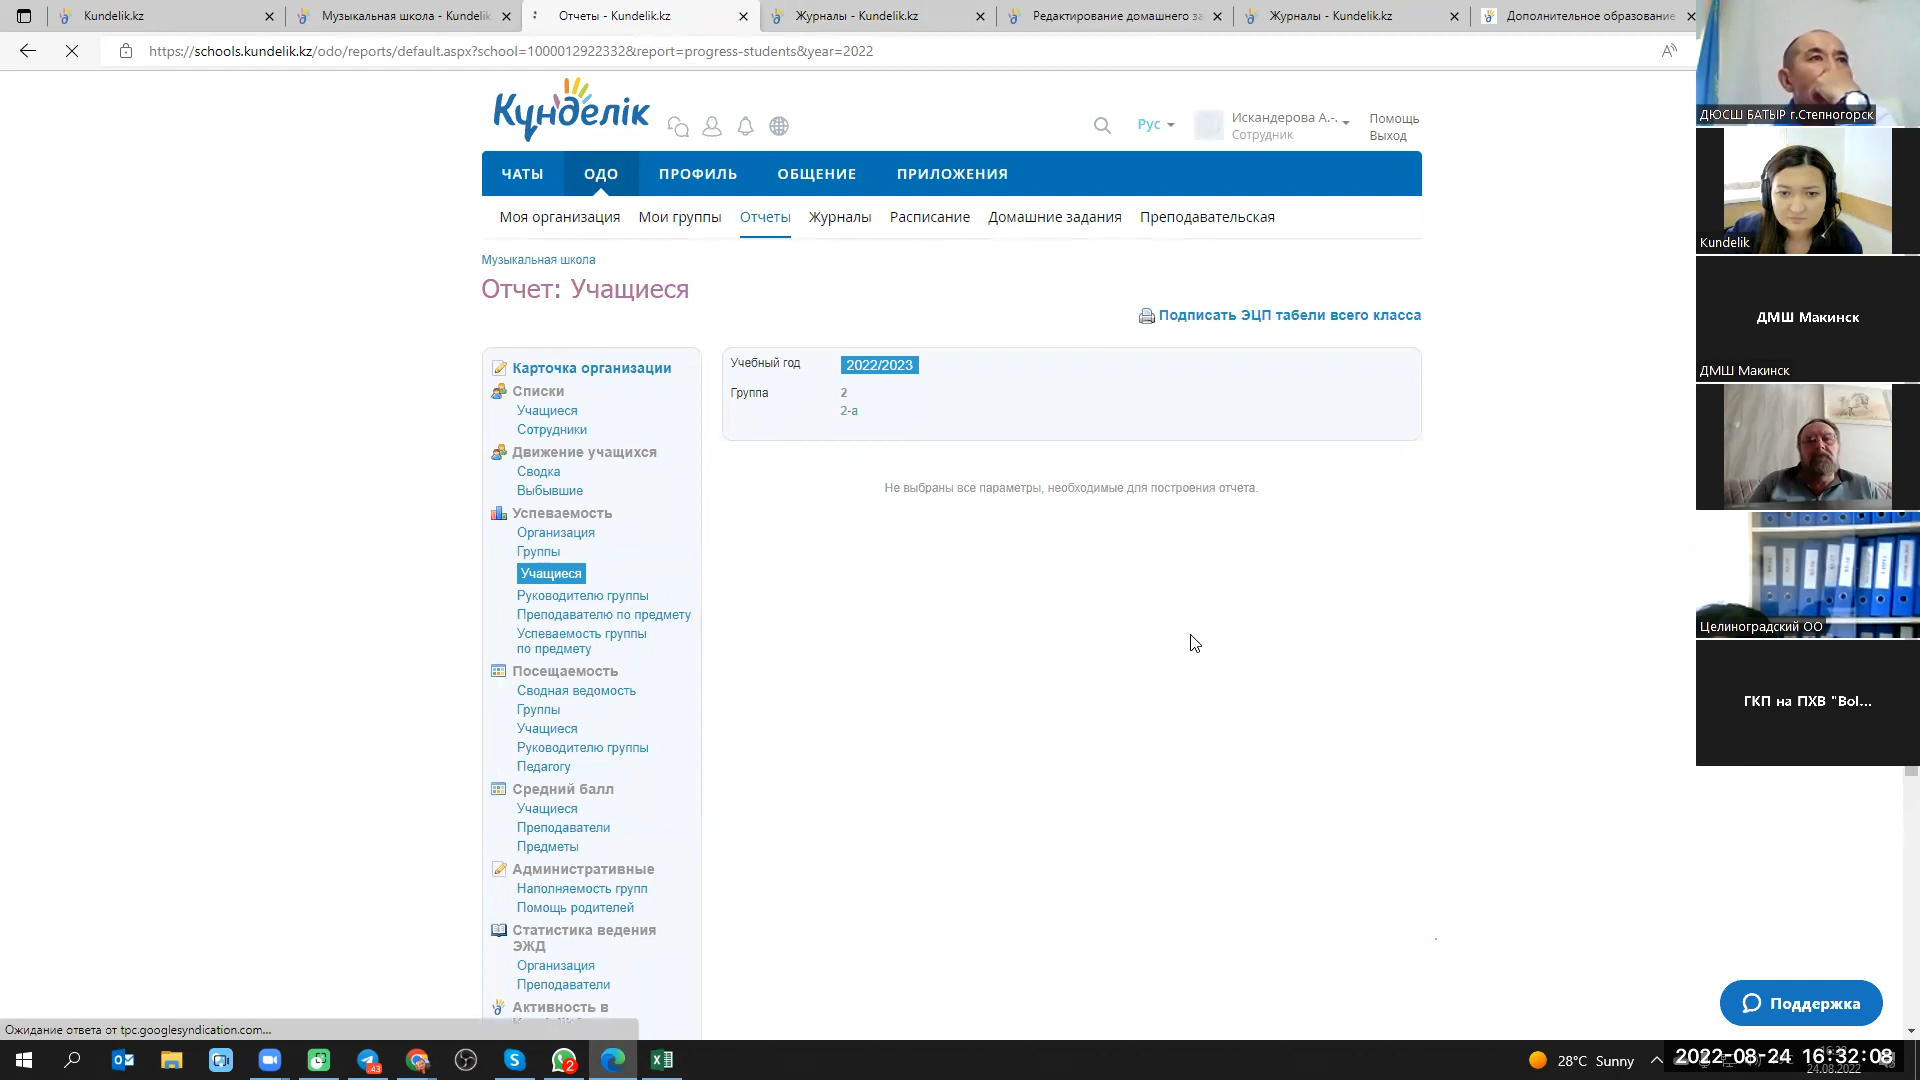 Kundelik.kz
Музыкальная школа - Kundelik
Отчеты - Kundelik.kz
Журналы - Kundelik.kz
Редактирование домашнего за
Журналы - Kundelik.kz
Дополнительное образование
https://schools.kundelik.kz/odo/reports/default.aspx?school=1000012922332&report=progress-students&year=2022
Күнделік
Рус
Искандерова А.-.
Сотрудник
Помощь
Выход
ЧАТЫ
ОДО
ПРОФИЛЬ
ОБЩЕНИЕ
ПРИЛОЖЕНИЯ
Моя организация
Мои группы
Отчеты
Журналы
Расписание
Домашние задания
Преподавательская
Музыкальная школа
Отчет: Учащиеся
Подписать ЭЦП табели всего класса
Карточка организации
Списки
Учащиеся
Сотрудники
Движение учащихся
Сводка
Выбывшие
Успеваемость
Организация
Группы
Учащиеся
Руководителю группы
Преподавателю по предмету
Успеваемость группы
по предмету
Посещаемость
Сводная ведомость
Группы
Учащиеся
Руководителю группы
Педагогу
Средний балл
Учащиеся
Преподаватели
Предметы
Административные
Наполняемость групп
Помощь родителей
Статистика ведения
ЭЖД
Организация
Преподаватели
Активность в
Учебный год
2022/2023
Группа
2
2-а
Не выбраны все параметры, необходимые для построения отчета.
Поддержка
Ожидание ответа от tpc.googlesyndication.com...
ДЮСШ БАТЫР г.Степногорск
Kundelik
ДМШ Макинск
ДМШ Макинск
Целиноградский ОО
ГКП на ПХВ "Bol...
43
2
28°C Sunny
2022-08-24 16:32:08
24.08.2022